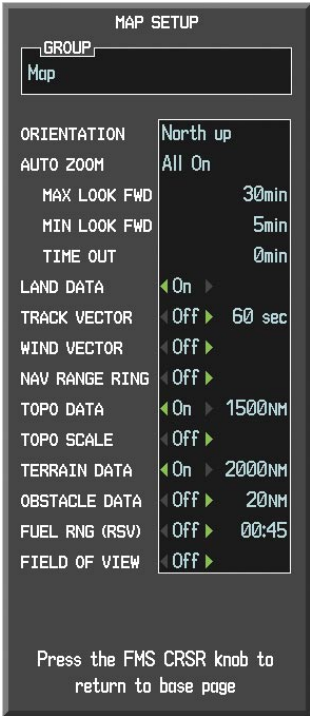 MAP SETUP
GROUP
Map
ORIENTATION North up
AUTO ZOOM All On
MAX LOOK FWD 30min
MIN LOOK FWD 5min
TIME OUT 0min
LAND DATA On
TRACK VECTOR Off 60 sec
WIND VECTOR Off
NAV RANGE RING Off
TOPO DATA On 1500NM
TOPO SCALE Off
TERRAIN DATA On 2000NM
OBSTACLE DATA Off 20NM
FUEL RNG (RSV) Off 00:45
FIELD OF VIEW Off
Press the FMS CRSR knob to
return to base page